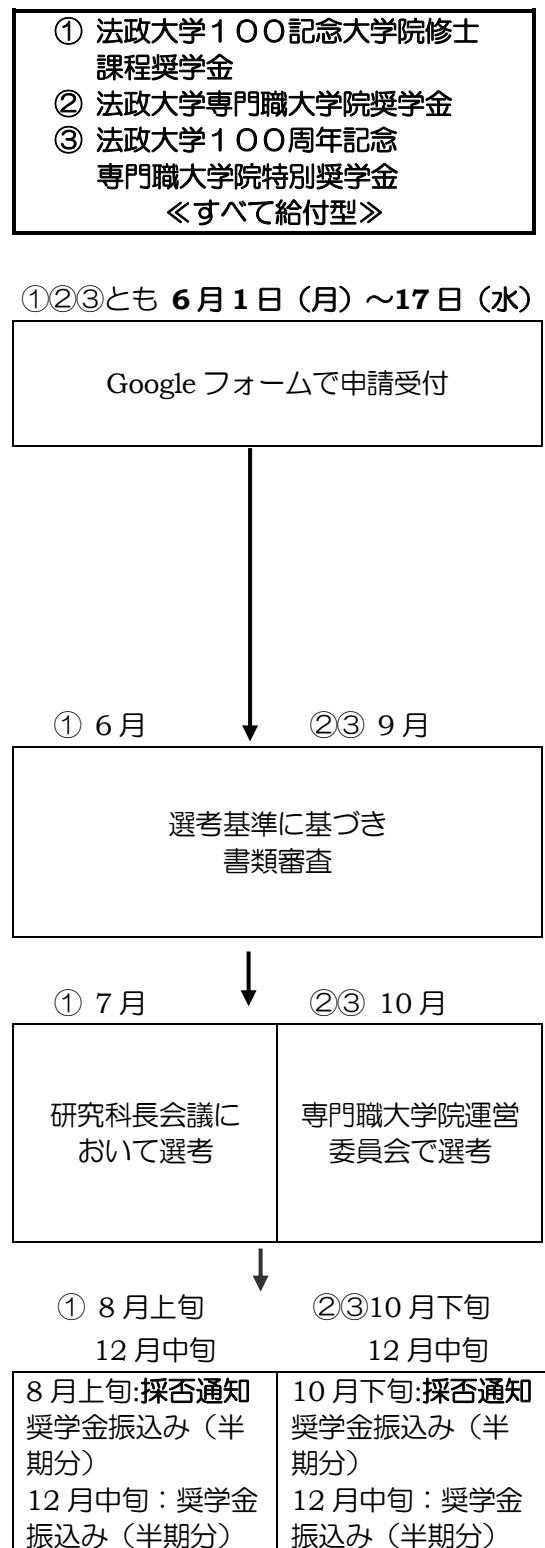 ① 法政大学１００記念大学院修士
課程奨学金
② 法政大学専門職大学院奨学金
③ 法政大学１００周年記念
専門職大学院特別奨学金
≪すべて給付型≫
①②③とも 6月1日（月）～17日（水）
Google フォームで申請受付
① 6月 ②③ 9月
選考基準に基づき
書類審査
① 7月 ②③ 10月
研究科長会議に
おいて選考
専門職大学院運営
委員会で選考
① 8月上旬 ②③10月下旬
12月中旬 12月中旬
8月上旬:採否通知
奨学金振込み（半
期分）
12月中旬：奨学金
振込み（半期分）
10月下旬:採否通知
奨学金振込み（半
期分）
12月中旬：奨学金
振込み（半期分）